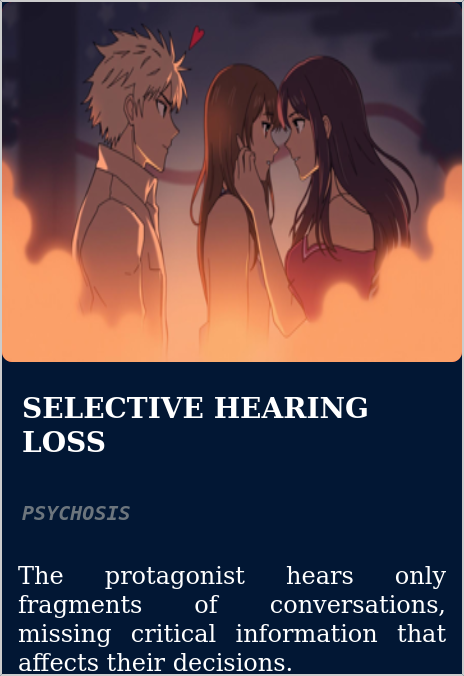 SELECTIVE HEARING
LOSS
PSYCHOSIS
The protagonist hears only
fragments of conversations,
missing critical information that
affects their decisions.